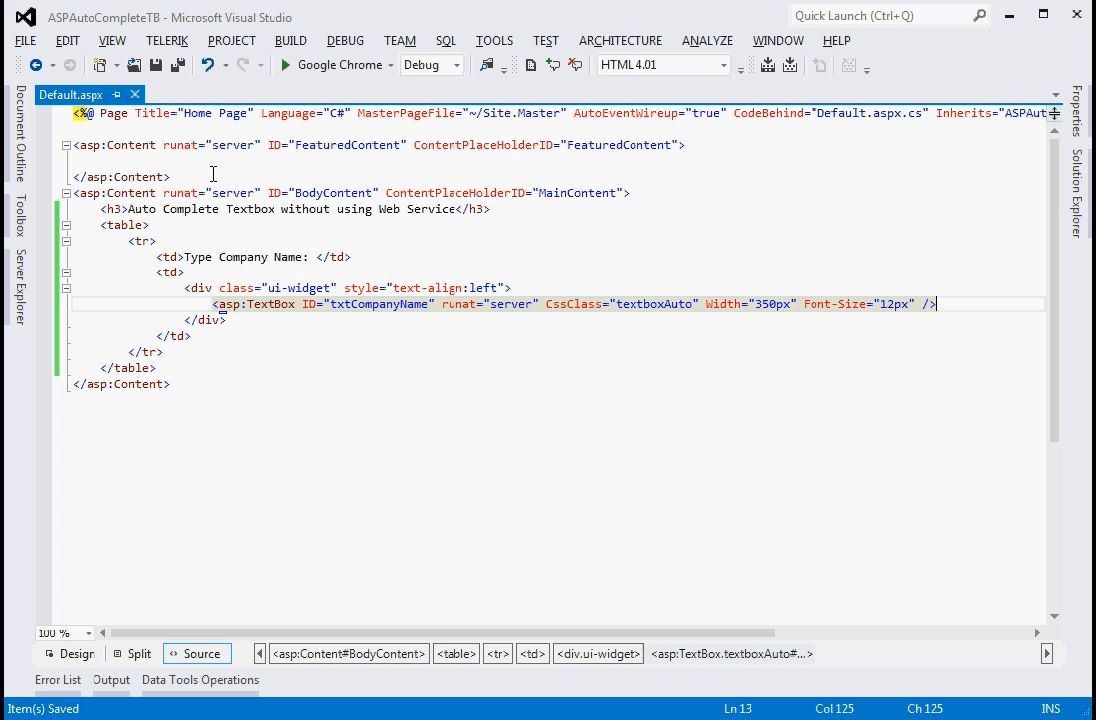 ASPAutoCompleteTB - Microsoft Visual Studio
Quick Launch (Ctrl+Q)
FILE EDIT VIEW TELERIK PROJECT BUILD DEBUG TEAM SQL TOOLS TEST ARCHITECTURE ANALYZE WINDOW HELP
Google Chrome Debug HTML 4.01
Default.aspx
Document Outline
Toolbox
Server Explorer
Properties
Solution Explorer
<%@ Page Title="Home Page" Language="C#" MasterPageFile="~/Site.Master" AutoEventWireup="true" CodeBehind="Default.aspx.cs" Inherits="ASPAut
<asp:Content runat="server" ID="FeaturedContent" ContentPlaceHolderID="FeaturedContent">
</asp:Content>
<asp:Content runat="server" ID="BodyContent" ContentPlaceHolderID="MainContent">
<h3>Auto Complete Textbox without using Web Service</h3>
<table>
<tr>
<td>Type Company Name: </td>
<td>
<div class="ui-widget" style="text-align:left">
<asp:TextBox ID="txtCompanyName" runat="server" CssClass="textboxAuto" Width="350px" Font-Size="12px" />
</div>
</td>
</tr>
</table>
</asp:Content>
100 %
Design Split Source <asp:Content#BodyContent> <table> <tr> <td> <div.ui-widget> <asp:TextBox.textboxAuto#...>
Error List Output Data Tools Operations
Item(s) Saved Ln 13 Col 125 Ch 125 INS